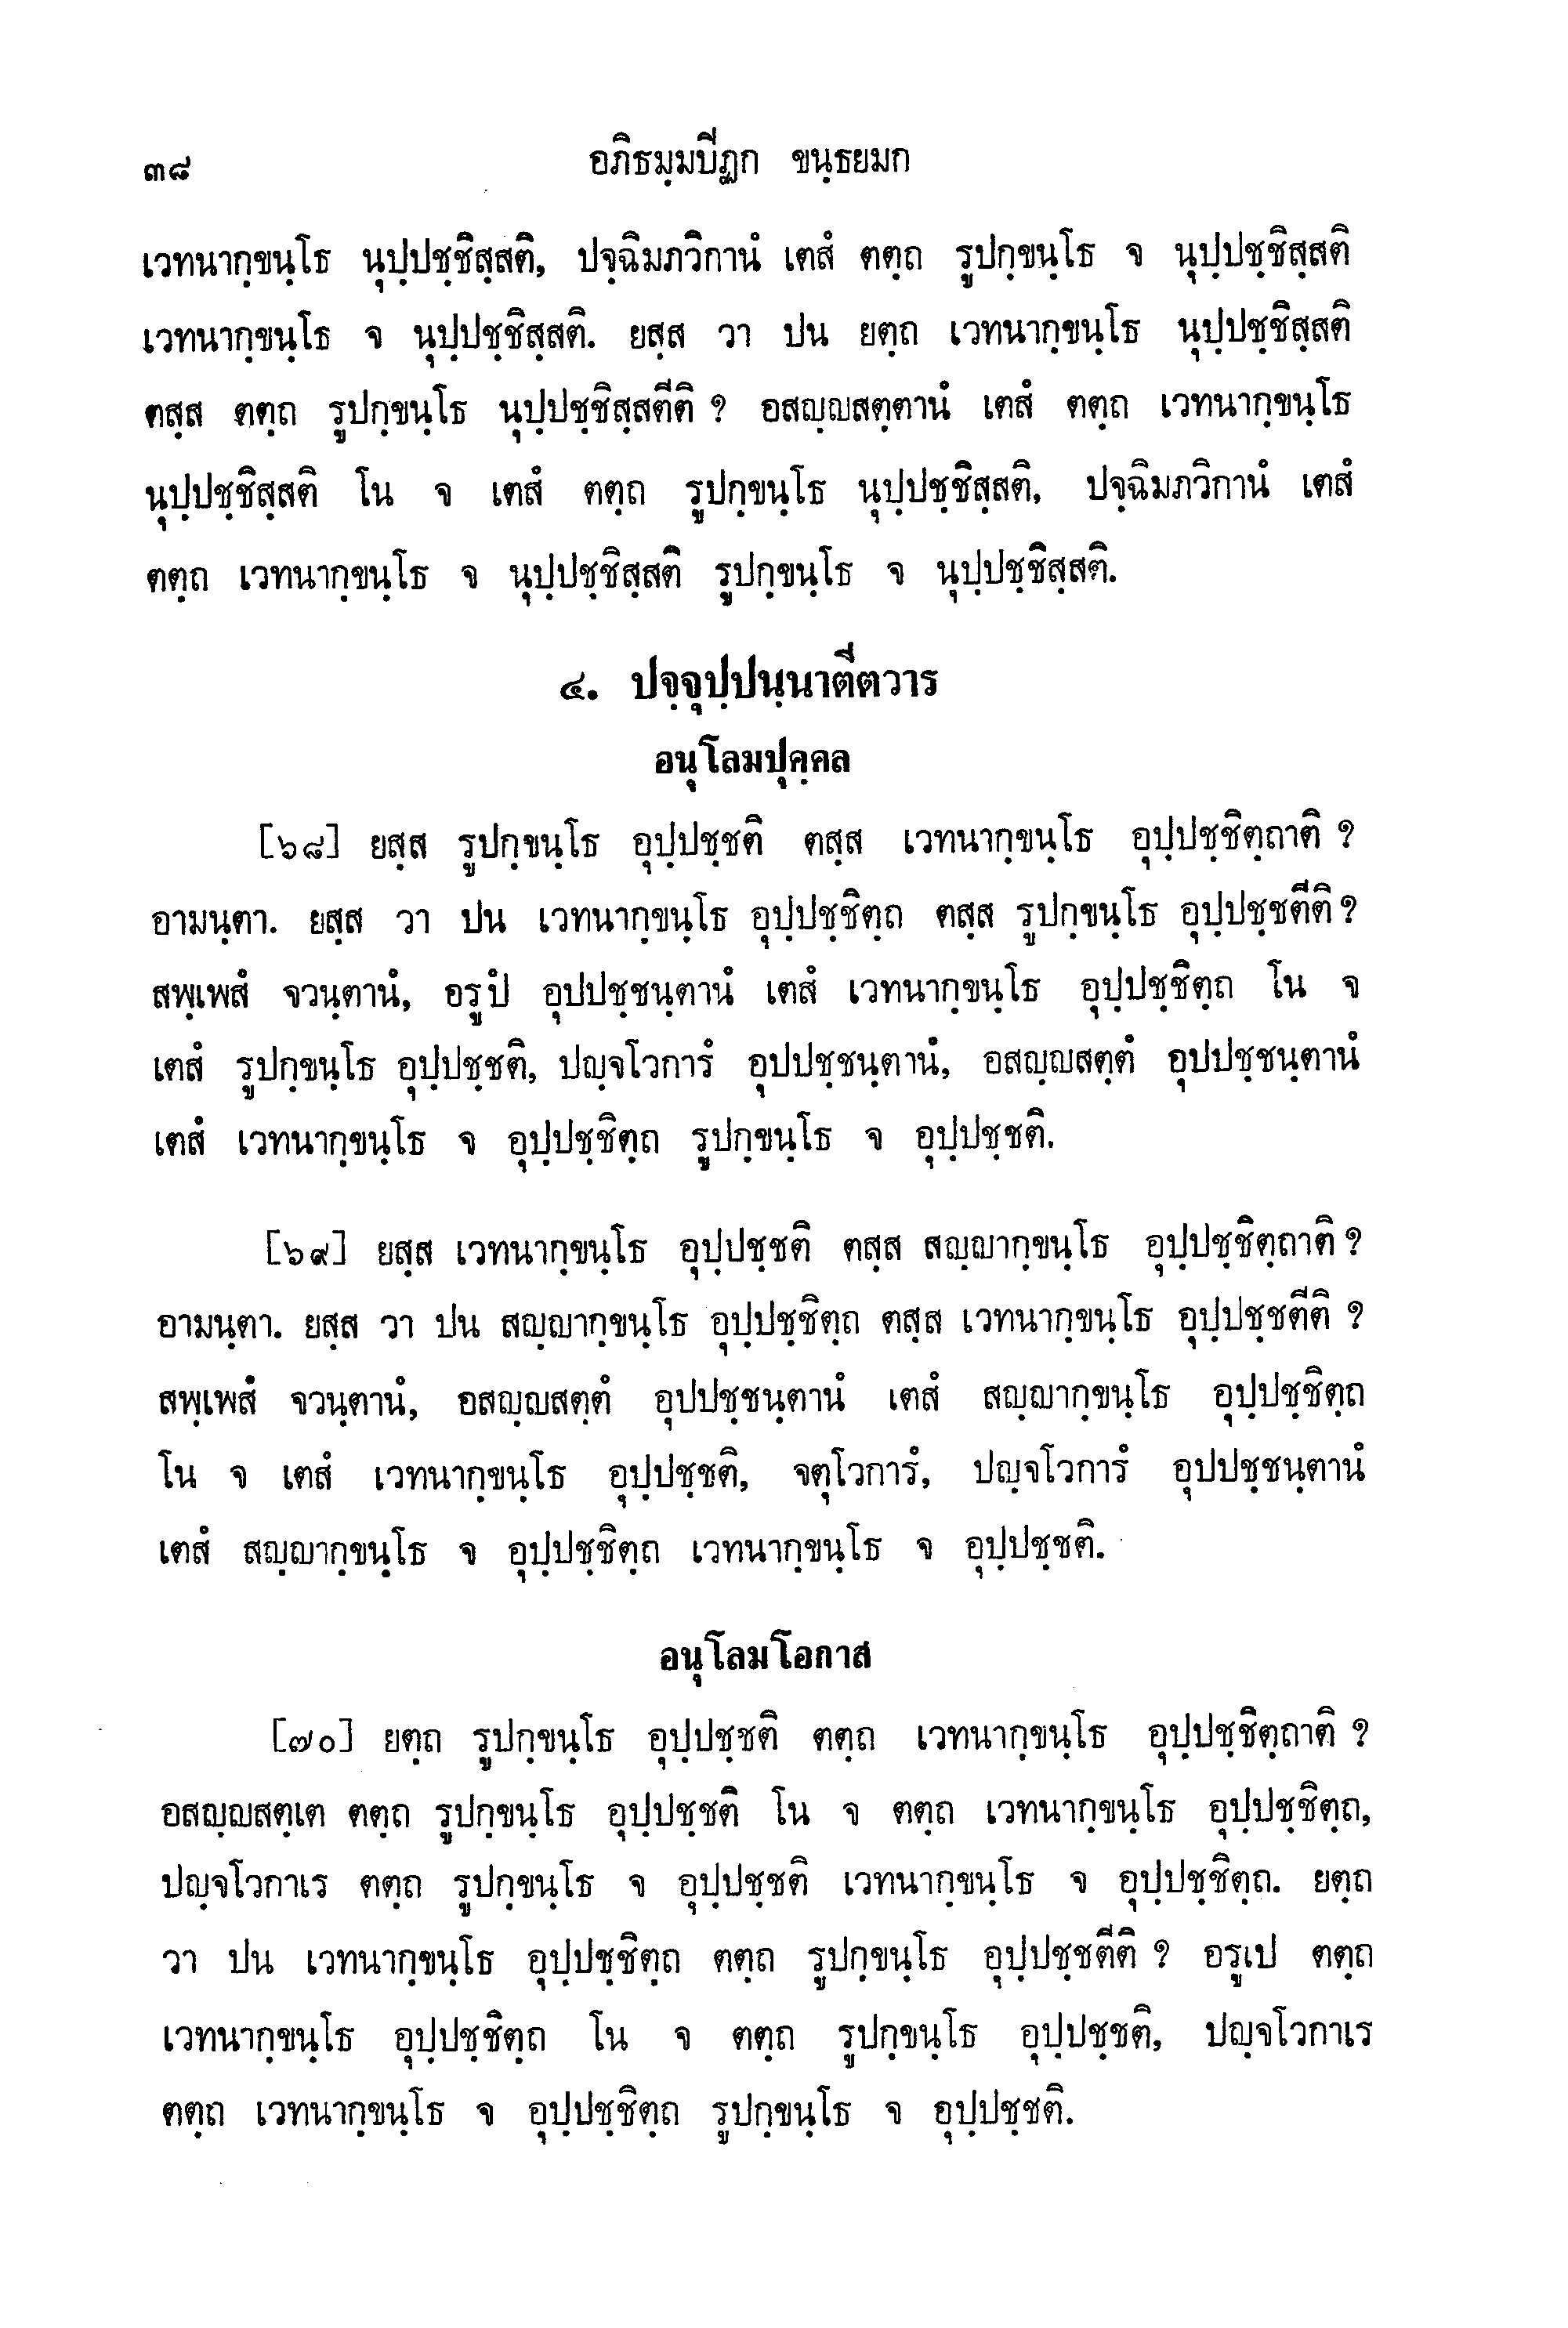 ๓๘ อภิธมฺมปิฏก ขนฺธยมก
เวทนากฺขนฺโธ นุปฺปชฺชิสฺสติ, ปจฺฉิมภวิกานํ เตสํ ตตฺถ รูปกฺขนฺโธ จ นุปฺปชฺชิสฺสติ
เวทนากฺขนฺโธ จ นุปฺปชฺชิสฺสติ. ยสฺส วา ปน ยตฺถ เวทนากฺขนฺโธ นุปฺปชฺชิสฺสติ
ตสฺส ตตฺถ รูปกฺขนฺโธ นุปฺปชฺชิสฺสตีติ ? อสญฺญสตฺตานํ เตสํ ตตฺถ เวทนากฺขนฺโธ
นุปฺปชฺชิสฺสติ โน จ เตสํ ตตฺถ รูปกฺขนฺโธ นุปฺปชฺชิสฺสติ, ปจฺฉิมภวิกานํ เตสํ
ตตฺถ เวทนากฺขนฺโธ จ นุปฺปชฺชิสฺสติ รูปกฺขนฺโธ จ นุปฺปชฺชิสฺสติ.
๔. ปจฺจุปฺปนฺนาตีตวาร
อนุโลมปุคฺคล
[๖๘] ยสฺส รูปกฺขนฺโธ อุปฺปชฺชติ ตสฺส เวทนากฺขนฺโธ อุปฺปชฺชิตฺถาติ ?
อามนฺตา. ยสฺส วา ปน เวทนากฺขนฺโธ อุปฺปชฺชิตฺถ ตสฺส รูปกฺขนฺโธ อุปฺปชฺชตีติ ?
สพฺเพสํ จวนฺตานํ, อรูปํ อุปปชฺชนฺตานํ เตสํ เวทนากฺขนฺโธ อุปฺปชฺชิตฺถ โน จ
เตสํ รูปกฺขนฺโธ อุปฺปชฺชติ, ปญฺจโวการํ อุปปชฺชนฺตานํ, อสญฺญสตฺตํ อุปปชฺชนฺตานํ
เตสํ เวทนากฺขนฺโธ จ อุปฺปชฺชิตฺถ รูปกฺขนฺโธ จ อุปฺปชฺชติ.
[๖๙] ยสฺส เวทนากฺขนฺโธ อุปฺปชฺชติ ตสฺส สญฺญากฺขนฺโธ อุปฺปชฺชิตฺถาติ ?
อามนฺตา. ยสฺส วา ปน สญฺญากฺขนฺโธ อุปฺปชฺชิตฺถ ตสฺส เวทนากฺขนฺโธ อุปฺปชฺชตีติ ?
สพฺเพสํ จวนฺตานํ, อสญฺญสตฺตํ อุปปชฺชนฺตานํ เตสํ สญฺญากฺขนฺโธ อุปฺปชฺชิตฺถ
โน จ เตสํ เวทนากฺขนฺโธ อุปฺปชฺชติ, จตุโวการํ, ปญฺจโวการํ อุปปชฺชนฺตานํ
เตสํ สญฺญากฺขนฺโธ จ อุปฺปชฺชิตฺถ เวทนากฺขนฺโธ จ อุปฺปชฺชติ.
อนุโลมโอกาส
[๗๐] ยตฺถ รูปกฺขนฺโธ อุปฺปชฺชติ ตตฺถ เวทนากฺขนฺโธ อุปฺปชฺชิตฺถาติ ?
อสญฺญสตฺเต ตตฺถ รูปกฺขนฺโธ อุปฺปชฺชติ โน จ ตตฺถ เวทนากฺขนฺโธ อุปฺปชฺชิตฺถ,
ปญฺจโวกาเร ตตฺถ รูปกฺขนฺโธ จ อุปฺปชฺชติ เวทนากฺขนฺโธ จ อุปฺปชฺชิตฺถ. ยตฺถ
วา ปน เวทนากฺขนฺโธ อุปฺปชฺชิตฺถ ตตฺถ รูปกฺขนฺโธ อุปฺปชฺชตีติ ? อรูเป ตตฺถ
เวทนากฺขนฺโธ อุปฺปชฺชิตฺถ โน จ ตตฺถ รูปกฺขนฺโธ อุปฺปชฺชติ, ปญฺจโวกาเร
ตตฺถ เวทนากฺขนฺโธ จ อุปฺปชฺชิตฺถ รูปกฺขนฺโธ จ อุปฺปชฺชติ.